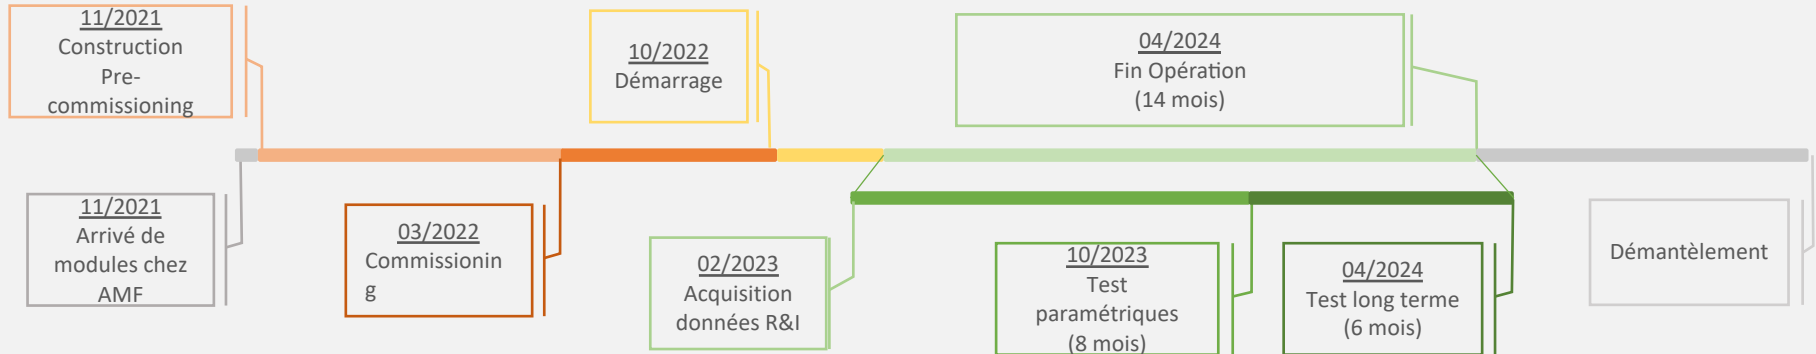 11/2021
Construction
Pre-
commissioning
10/2022
Démarrage
04/2024
Fin Opération
(14 mois)
11/2021
Arrivé de
modules chez
AMF
03/2022
Commissionin
g
02/2023
Acquisition
données R&I
10/2023
Test
paramétriques
(8 mois)
04/2024
Test long terme
(6 mois)
Démantèlement